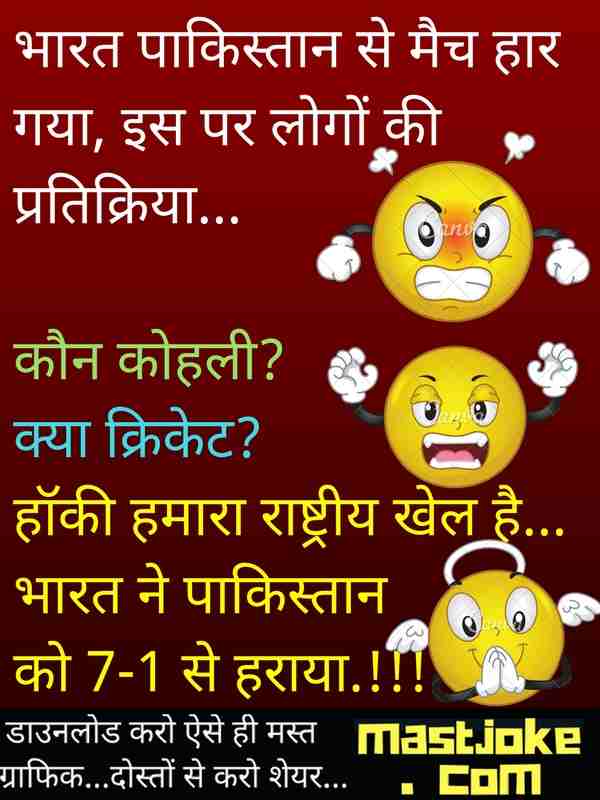 भारत पाकिस्तान से मैच हार
गया, इस पर लोगों की
प्रतिक्रिया...
कौन कोहली?
क्या क्रिकेट?
हॉकी हमारा राष्ट्रीय खेल है...
भारत ने पाकिस्तान
को 7-1 से हराया.!!!
डाउनलोड करो ऐसे ही मस्त
ग्राफिक...दोस्तों से करो शेयर...
mastjoke
. com